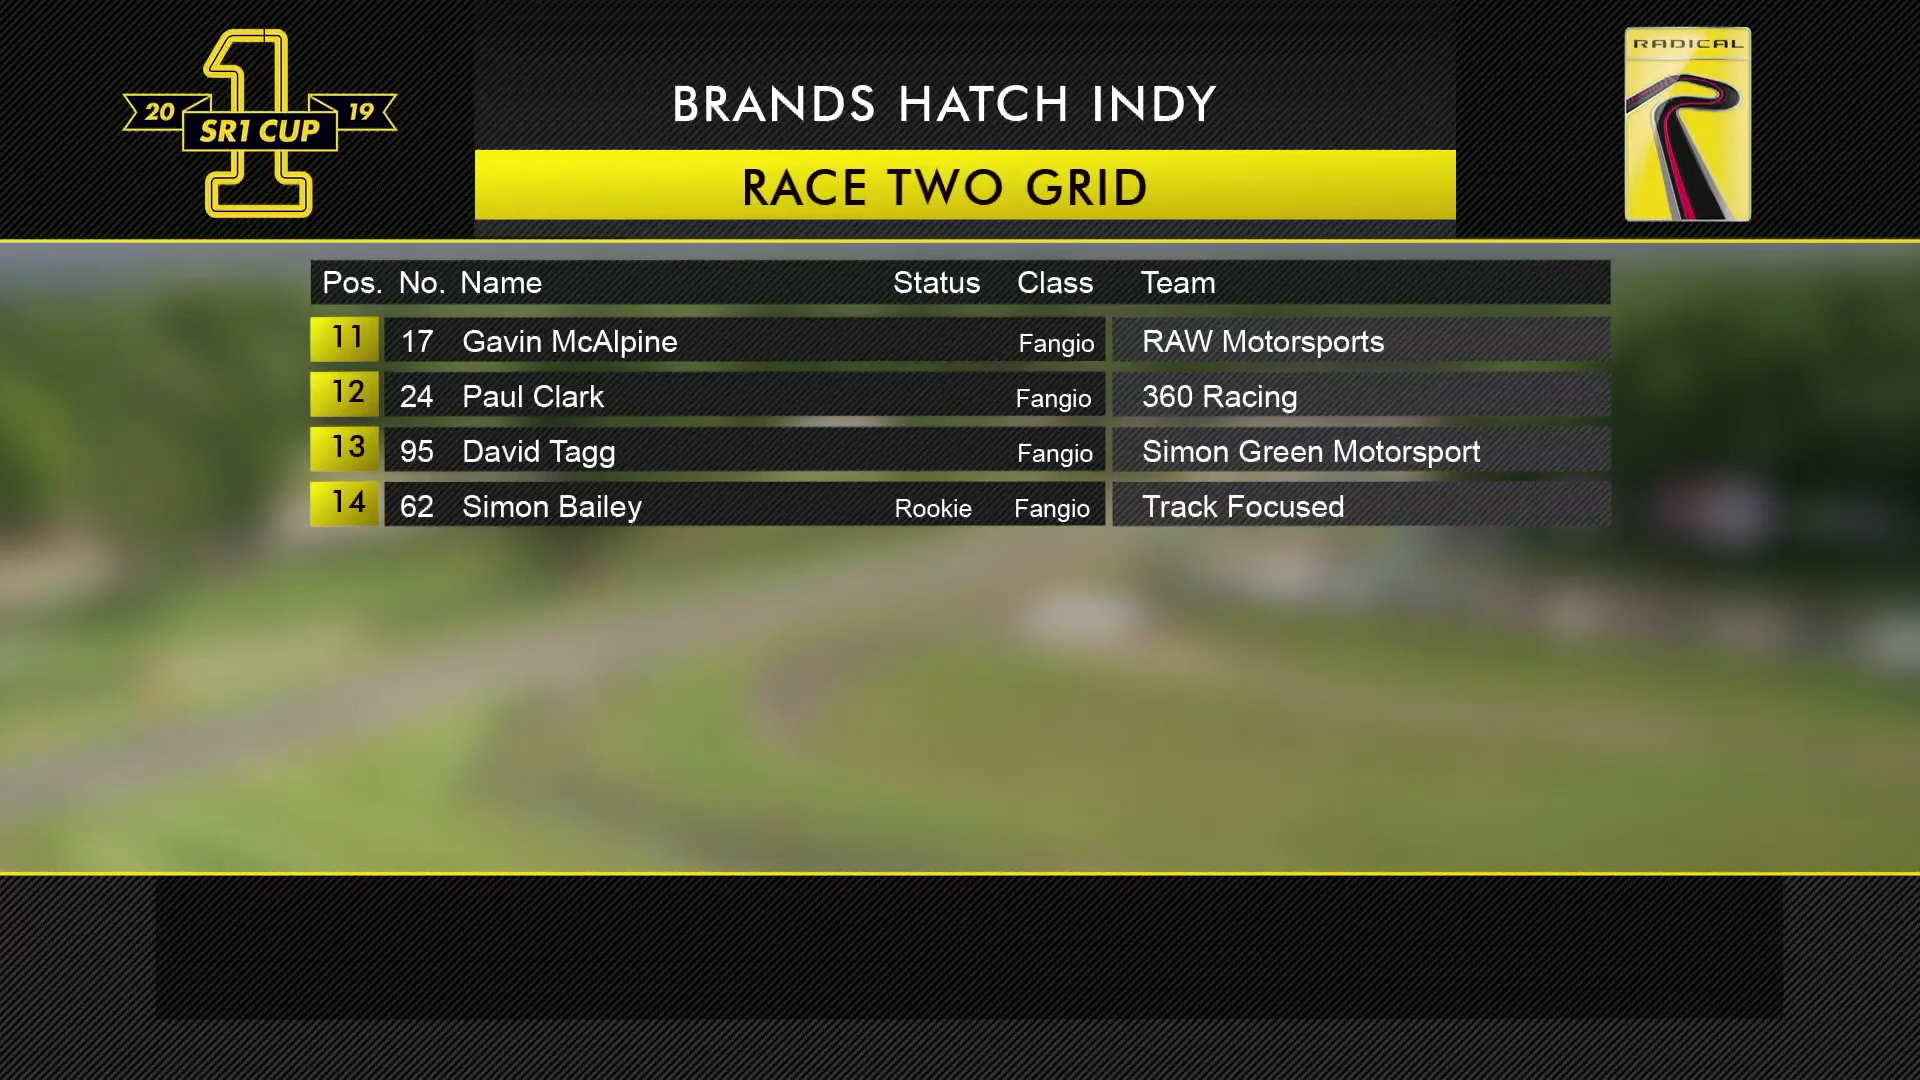 20 SR1 CUP 19
RADICAL
BRANDS HATCH INDY
RACE TWO GRID
Pos. No. Name Status Class Team
11 17 Gavin McAlpine Fangio RAW Motorsports
12 24 Paul Clark Fangio 360 Racing
13 95 David Tagg Fangio Simon Green Motorsport
14 62 Simon Bailey Rookie Fangio Track Focused